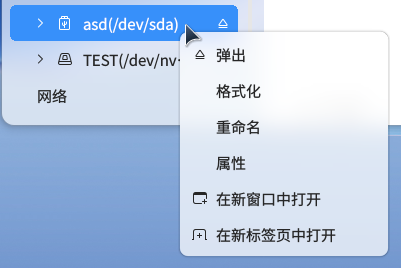 asd(/dev/sda)
弹出
TEST(/dev/nv
格式化
网络
重命名
属性
在新窗口中打开
在新标签页中打开